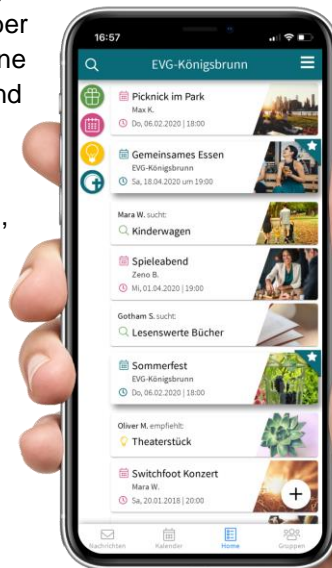 ber
ne
nd
,
16:57
EVG-Königsbrunn
Picknick im Park
Max K.
Do, 06.02.2020 | 18:00
Gemeinsames Essen
EVG-Königsbrunn
Sa, 18.04.2020 um 19:00
Mara W. sucht:
Kinderwagen
Spieleabend
Zeno B.
Mi, 01.04.2020 | 19:00
Gotham S. sucht:
Lesenswerte Bücher
Sommerfest
EVG-Königsbrunn
Do, 06.02.2020 | 18:00
Oliver M. empfiehlt:
Theaterstück
Switchfoot Konzert
Mara W.
Sa, 20.01.2018 | 20:00
+
Nachrichten
Kalender
Home
Gruppen